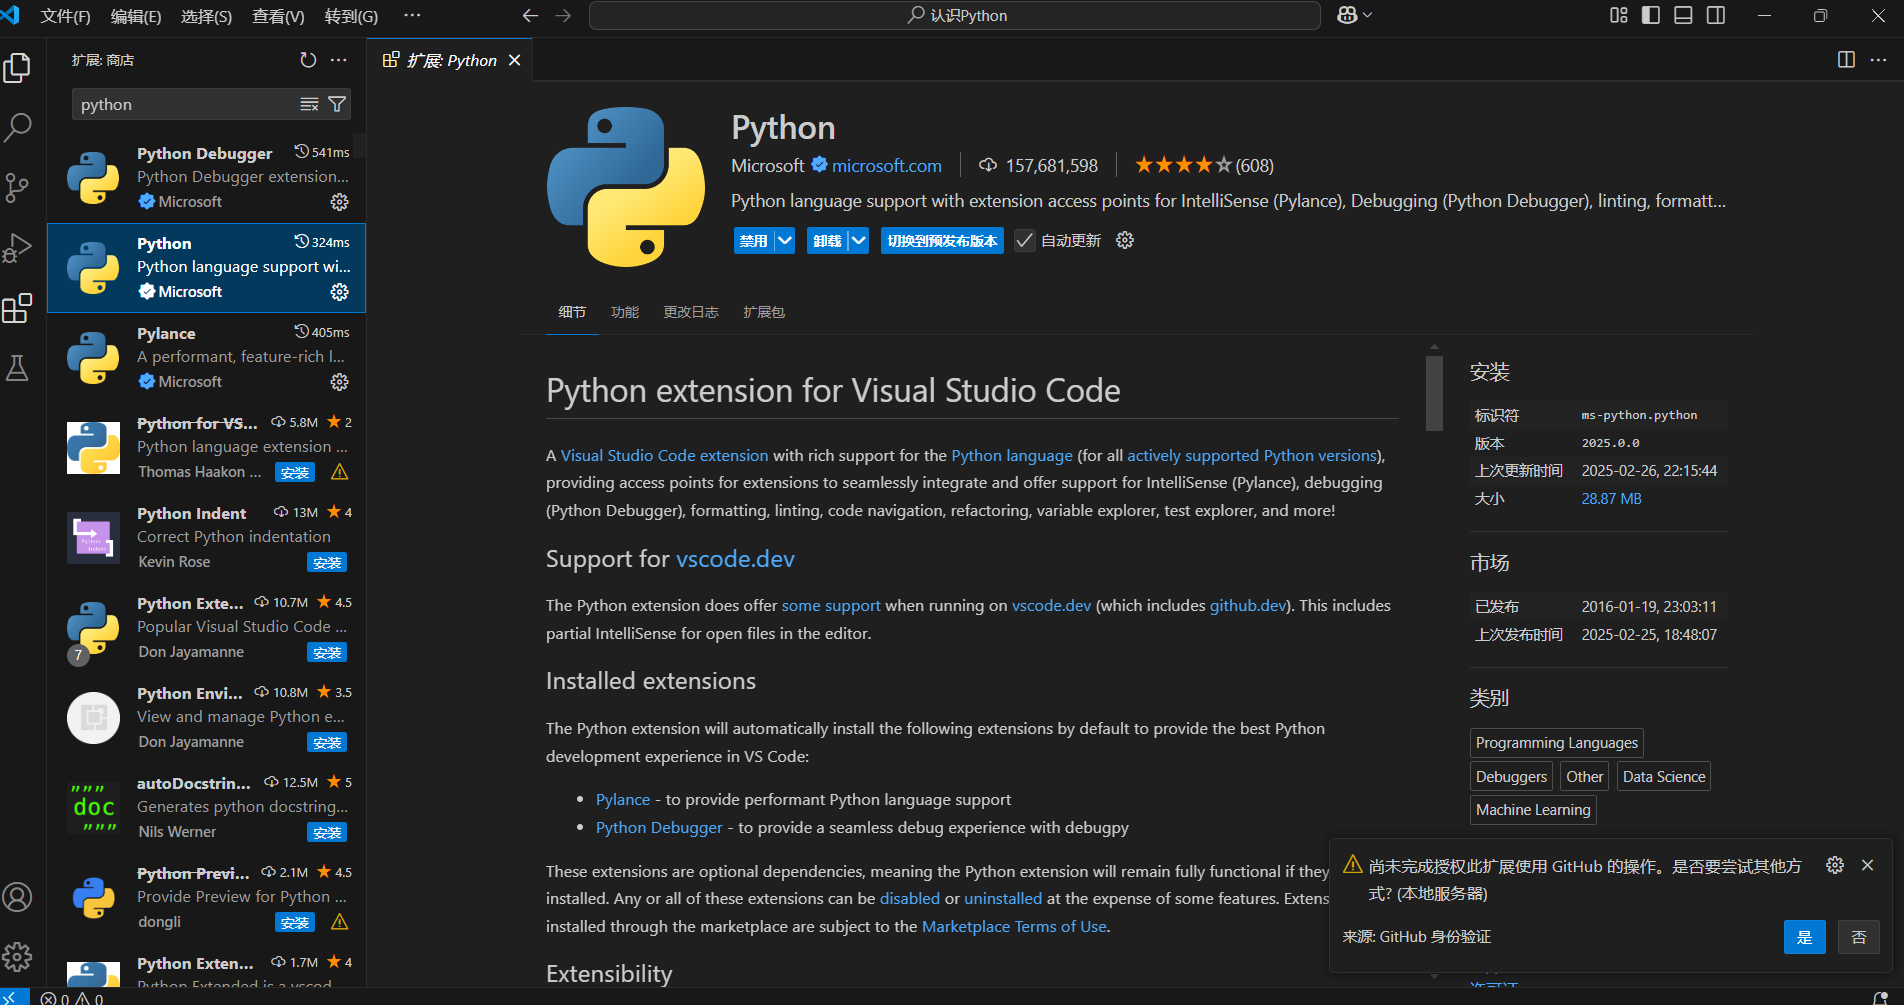 文件(F) 编辑(E) 选择(S) 查看(V) 转到(G) ··· 认识Python
扩展: 商店
python
Python Debugger 541ms
Python Debugger extension...
Microsoft
Python 324ms
Python language support wi...
Microsoft
Pylance 405ms
A performant, feature-rich l...
Microsoft
Python for VS... 5.8M 2
Python language extension ...
Thomas Haakon ... 安装
Python Indent 13M 4
Correct Python indentation
Kevin Rose 安装
Python Exte... 10.7M 4.5
Popular Visual Studio Code ...
7
Don Jayamanne 安装
Python Envi... 10.8M 3.5
View and manage Python e...
Don Jayamanne 安装
autoDocstrin... 12.5M 5
Generates python docstring...
doc
Nils Werner 安装
Python Previ... 2.1M 4.5
Provide Preview for Python ...
dongli 安装
Python Exten... 1.7M 4
Python Extended is a vscod
0 0
扩展: Python
Python
Microsoft microsoft.com 157,681,598 (608)
Python language support with extension access points for IntelliSense (Pylance), Debugging (Python Debugger), linting, formatt...
禁用 卸载 切换到预发布版本 自动更新
细节 功能 更改日志 扩展包
Python extension for Visual Studio Code
A Visual Studio Code extension with rich support for the Python language (for all actively supported Python versions),
providing access points for extensions to seamlessly integrate and offer support for IntelliSense (Pylance), debugging
(Python Debugger), formatting, linting, code navigation, refactoring, variable explorer, test explorer, and more!
Support for vscode.dev
The Python extension does offer some support when running on vscode.dev (which includes github.dev). This includes
partial IntelliSense for open files in the editor.
Installed extensions
The Python extension will automatically install the following extensions by default to provide the best Python
development experience in VS Code:
• Pylance - to provide performant Python language support
• Python Debugger - to provide a seamless debug experience with debugpy
These extensions are optional dependencies, meaning the Python extension will remain fully functional if they
installed. Any or all of these extensions can be disabled or uninstalled at the expense of some features. Extens
installed through the marketplace are subject to the Marketplace Terms of Use.
Extensibility
安装
标识符 ms-python.python
版本 2025.0.0
上次更新时间 2025-02-26, 22:15:44
大小 28.87 MB
市场
已发布 2016-01-19, 23:03:11
上次发布时间 2025-02-25, 18:48:07
类别
Programming Languages
Debuggers Other Data Science
Machine Learning
尚未完成授权此扩展使用 GitHub 的操作。是否要尝试其他方
式? (本地服务器)
来源: GitHub 身份验证 是 否